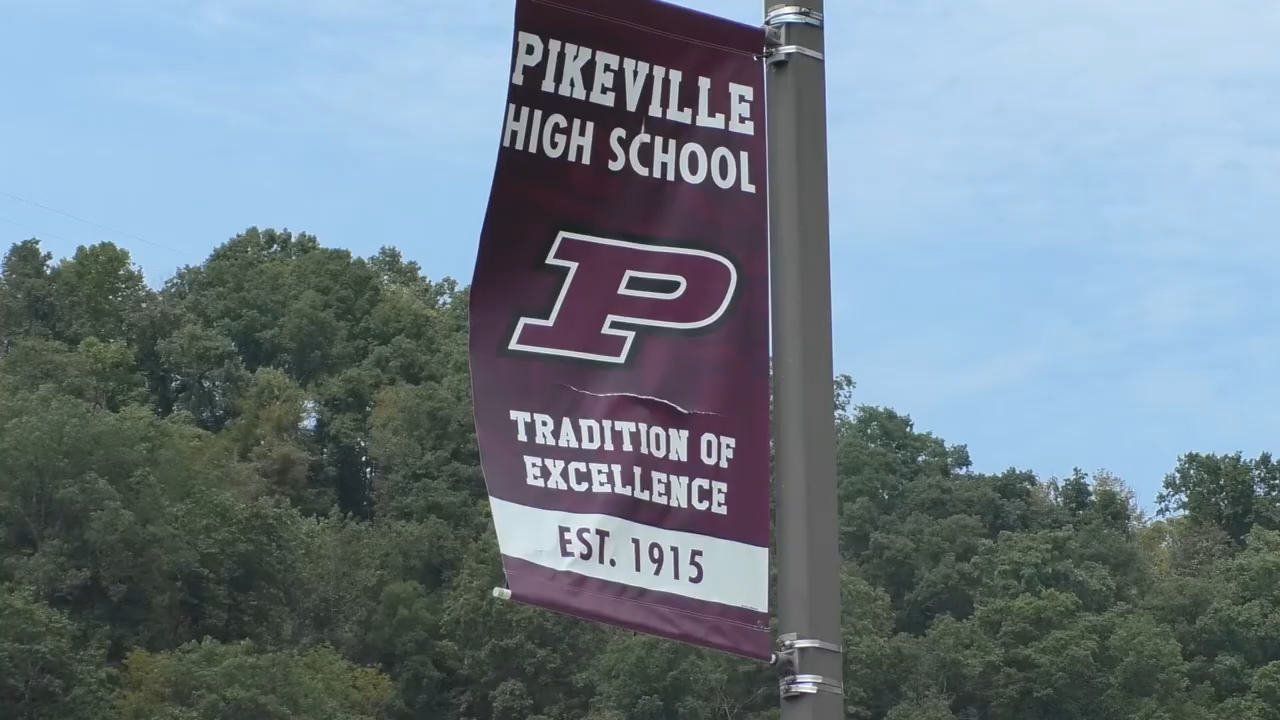 PIKEVILLE
HIGH SCHOOL
P
TRADITION OF
EXCELLENCE
EST. 1915